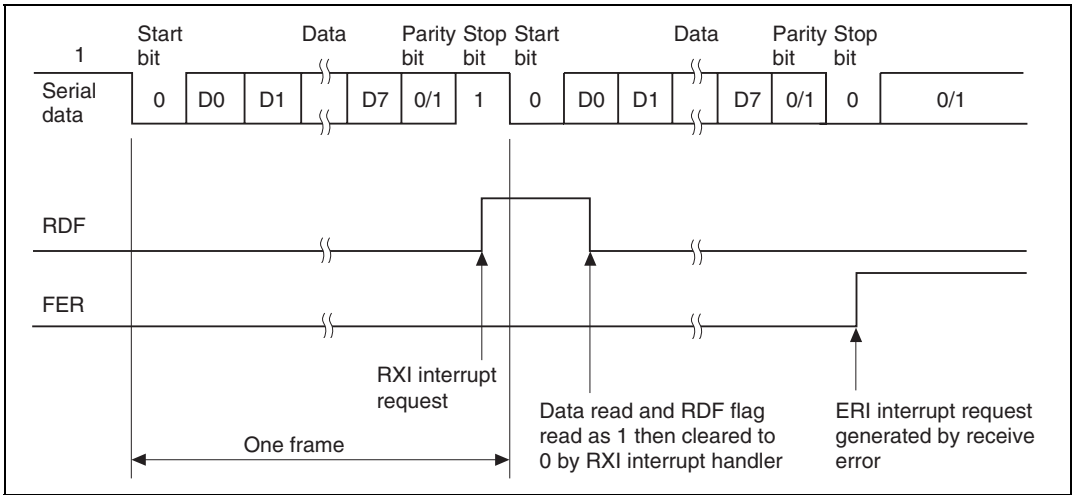 Start bit Data Parity bit Stop bit Start bit Data Parity bit Stop bit
1
Serial data
0 D0 D1 D7 0/1 1 0 D0 D1 D7 0/1 0 0/1
RDF
FER
RXI interrupt
request
Data read and RDF flag
read as 1 then cleared to
0 by RXI interrupt handler
ERI interrupt request
generated by receive
error
One frame